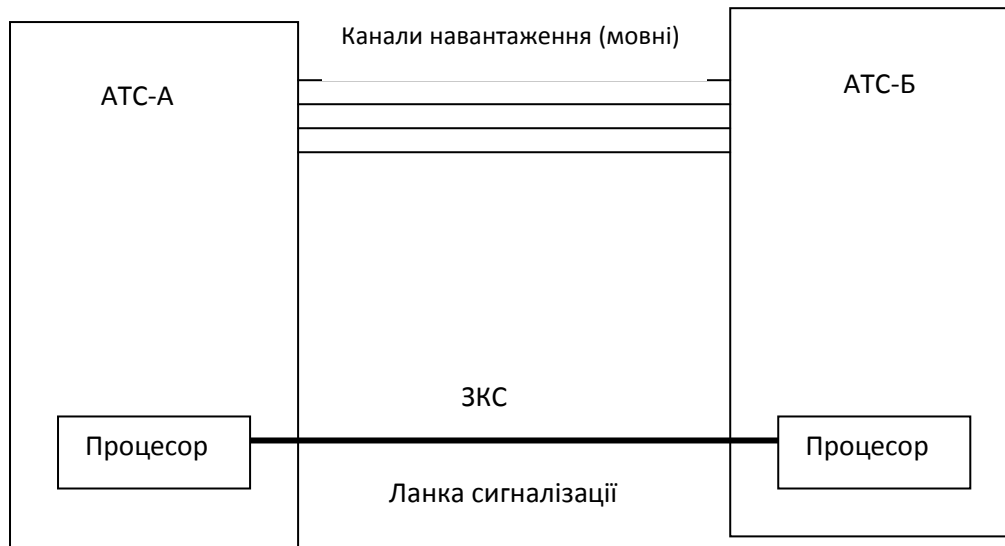 Канали навантаження (мовні)
АТС-А
АТС-Б
ЗКС
Процесор
Процесор
Ланка сигналізації